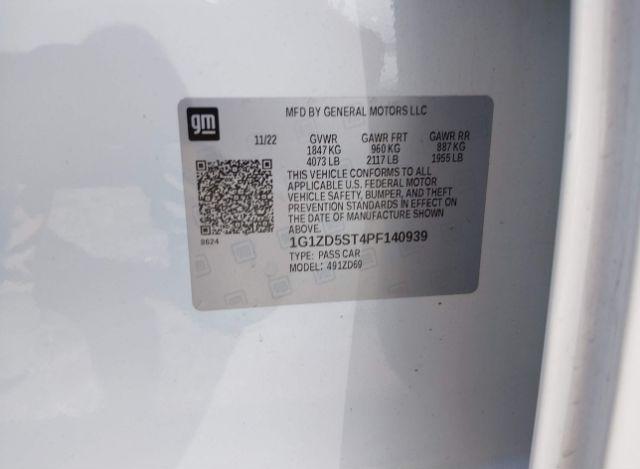 gm
MFD BY GENERAL MOTORS LLC
11/22 GVWR GAWR FRT GAWR RR
1847 KG 960 KG 887 KG
4073 LB 2117 LB 1955 LB
THIS VEHICLE CONFORMS TO ALL
APPLICABLE U.S. FEDERAL MOTOR
VEHICLE SAFETY, BUMPER, AND THEFT
PREVENTION STANDARDS IN EFFECT ON
THE DATE OF MANUFACTURE SHOWN
ABOVE.
8624
1G1ZD5ST4PF140939
TYPE: PASS CAR
MODEL: 491ZD69